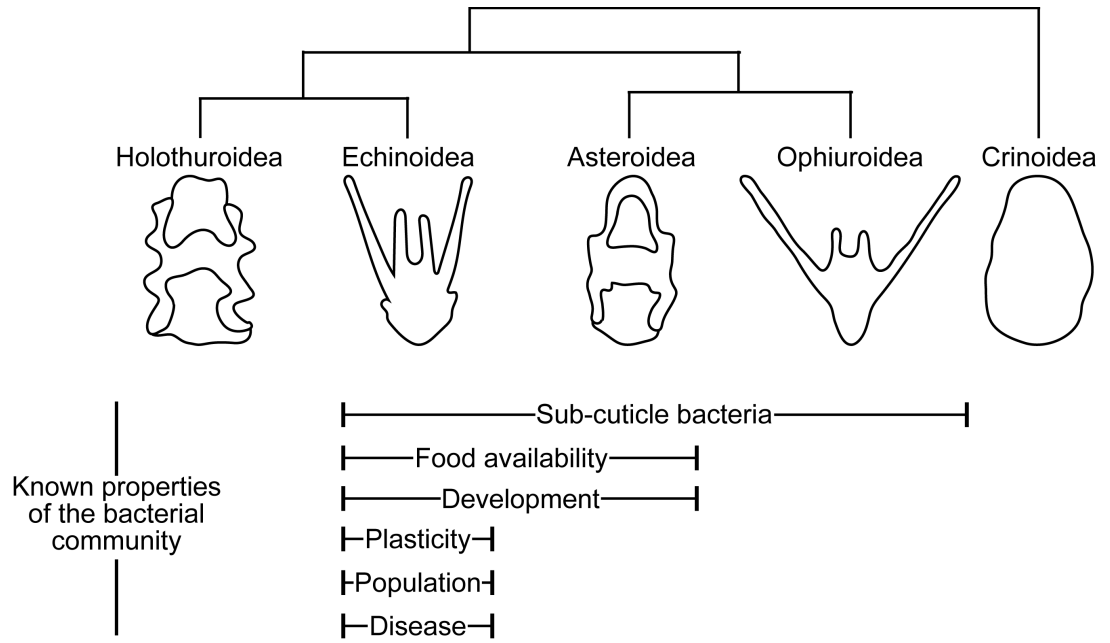 Holothuroidea Echinoidea Asteroidea Ophiuroidea Crinoidea
Sub-cuticle bacteria
Food availability
Development
Plasticity
Population
Disease
Known properties
of the bacterial
community